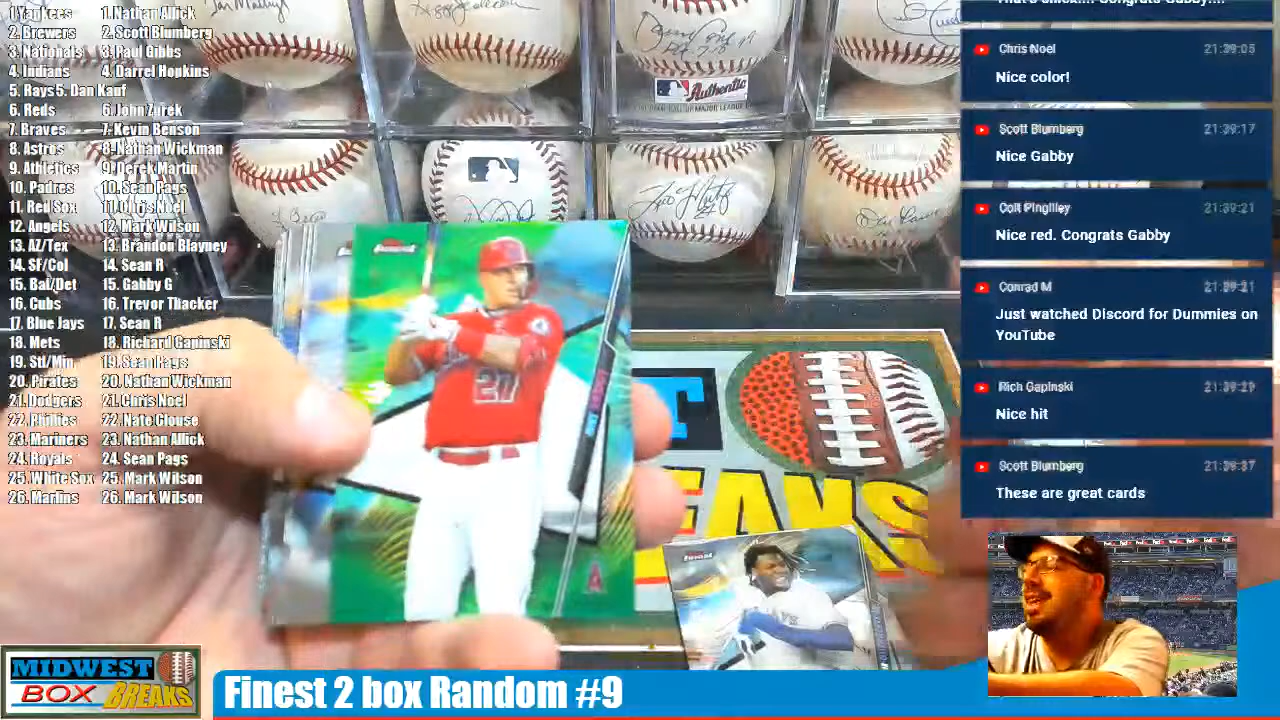 1.Yankees 1.Nathan Allick
2. Brewers 2. Scott Blumberg
3. Nationals 3. Paul Gibbs
4. Indians 4. Darrel Hopkins
5. Rays 5. Dan Kauf
6. Reds 6. John Zurek
7. Braves 7. Kevin Benson
8. Astros 8. Nathan Wickman
9. Athletics 9. Derek Martin
10. Padres 10. Sean Pags
11. Red Sox 11. Chris Noel
12. Angels 12. Mark Wilson
13. AZ/Tex 13. Brandon Blayney
14. SF/Col 14. Sean R
15. Bal/Det 15. Gabby G
16. Cubs 16. Trevor Thacker
17. Blue Jays 17. Sean R
18. Mets 18. Richard Gapinski
19. Stl/Min 19. Sean Pags
20. Pirates 20. Nathan Wickman
21. Dodgers 21. Chris Noel
22. Phillies 22. Nate Clouse
23. Mariners 23. Nathan Allick
24. Royals 24. Sean Pags
25. White Sox 25. Mark Wilson
26. Marlins 26. Mark Wilson
Authentic
Finest
27
EAKS
Finest
Congrats Gabby....
Chris Noel 21:39:05
Nice color!
Scott Blumberg 21:39:17
Nice Gabby
Colt Pingilley 21:39:21
Nice red. Congrats Gabby
Conrad M 21:39:21
Just watched Discord for Dummies on
YouTube
Rich Gapinski 21:39:29
Nice hit
Scott Blumberg 21:39:37
These are great cards
MIDWEST
BOX BREAKS
Finest 2 box Random #9